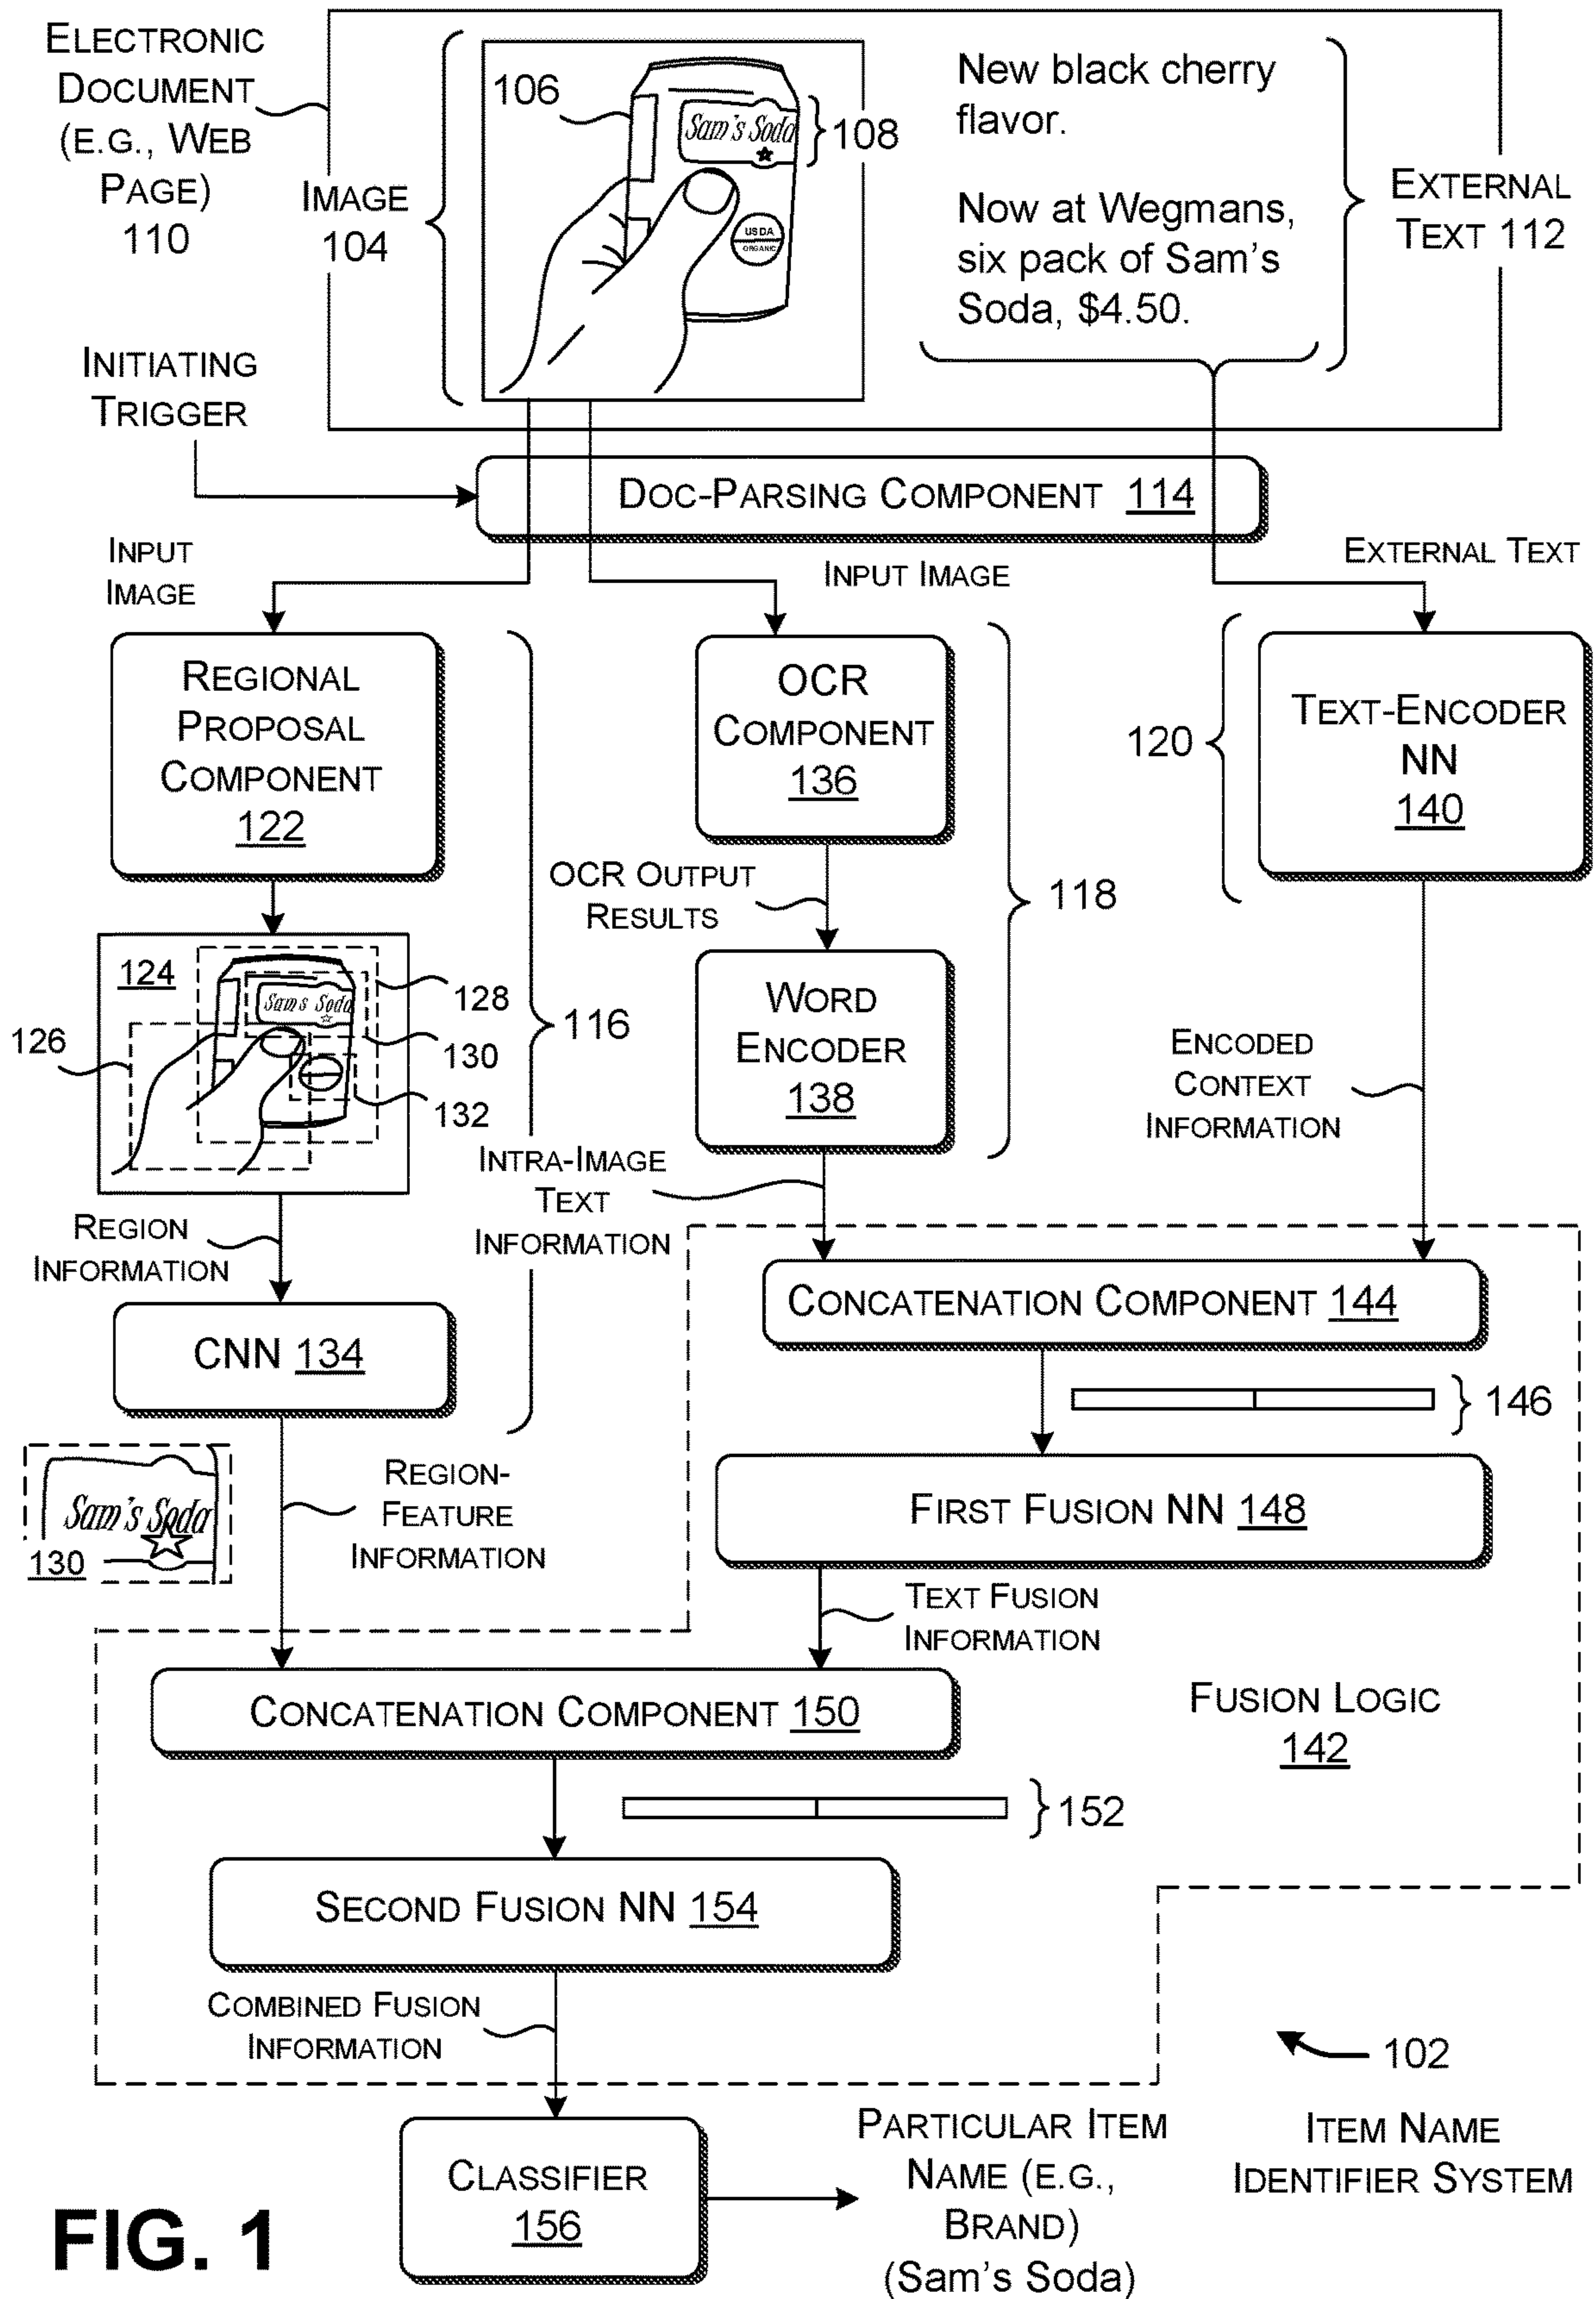 ELECTRONIC
DOCUMENT
(E.G., WEB
PAGE)
110
IMAGE
104
106
Sam's Soda
108
USDA
ORGANIC
New black cherry
flavor.
Now at Wegmans,
six pack of Sam's
Soda, $4.50.
EXTERNAL
TEXT 112
INITIATING
TRIGGER
DOC-PARSING COMPONENT 114
INPUT
IMAGE
INPUT IMAGE
EXTERNAL TEXT
REGIONAL
PROPOSAL
COMPONENT
122
OCR
COMPONENT
136
120
TEXT-ENCODER
NN
140
OCR OUTPUT
RESULTS
118
124
Sam's Soda
128
126
130
132
116
WORD
ENCODER
138
ENCODED
CONTEXT
INFORMATION
INTRA-IMAGE
TEXT
INFORMATION
REGION
INFORMATION
CONCATENATION COMPONENT 144
CNN 134
146
Sam's Soda
130
REGION-
FEATURE
INFORMATION
FIRST FUSION NN 148
TEXT FUSION
INFORMATION
CONCATENATION COMPONENT 150
FUSION LOGIC
142
152
SECOND FUSION NN 154
COMBINED FUSION
INFORMATION
102
ITEM NAME
IDENTIFIER SYSTEM
CLASSIFIER
156
PARTICULAR ITEM
NAME (E.G.,
BRAND)
(Sam's Soda)
FIG. 1